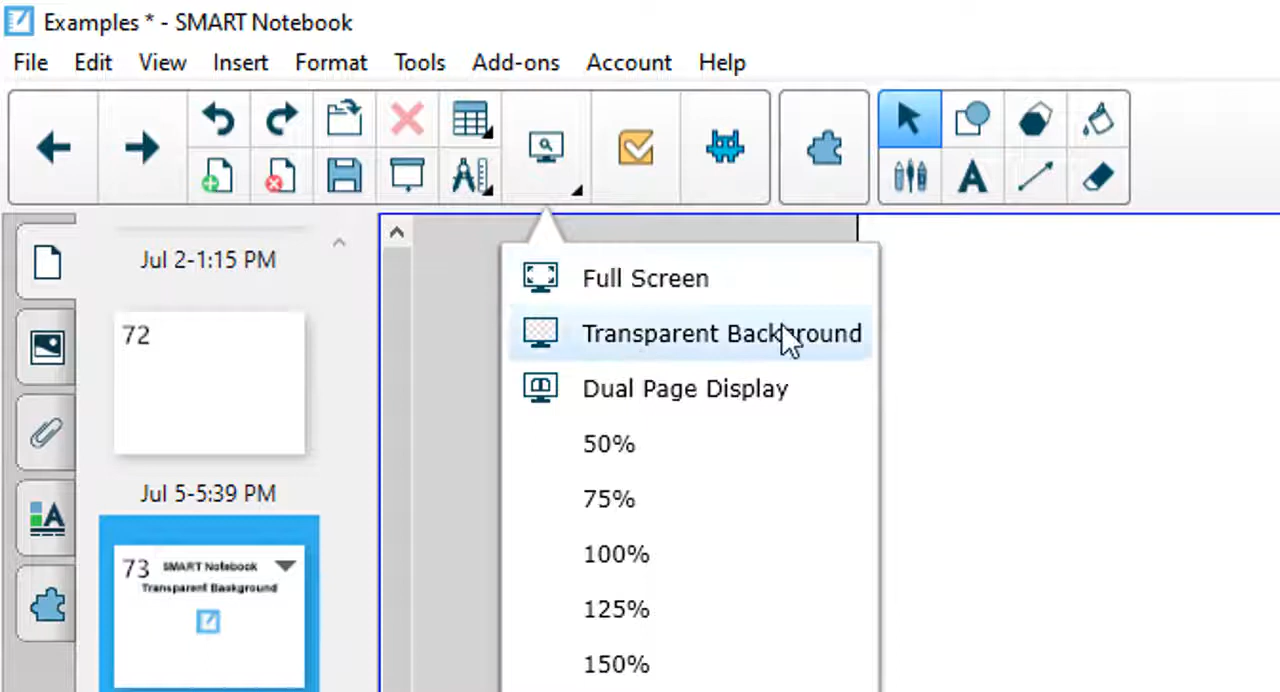 Examples * - SMART Notebook
File Edit View Insert Format Tools Add-ons Account Help
Jul 2-1:15 PM
72
Jul 5-5:39 PM
73 SMART Notebook
Transparent Background
Full Screen
Transparent Background
Dual Page Display
50%
75%
100%
125%
150%